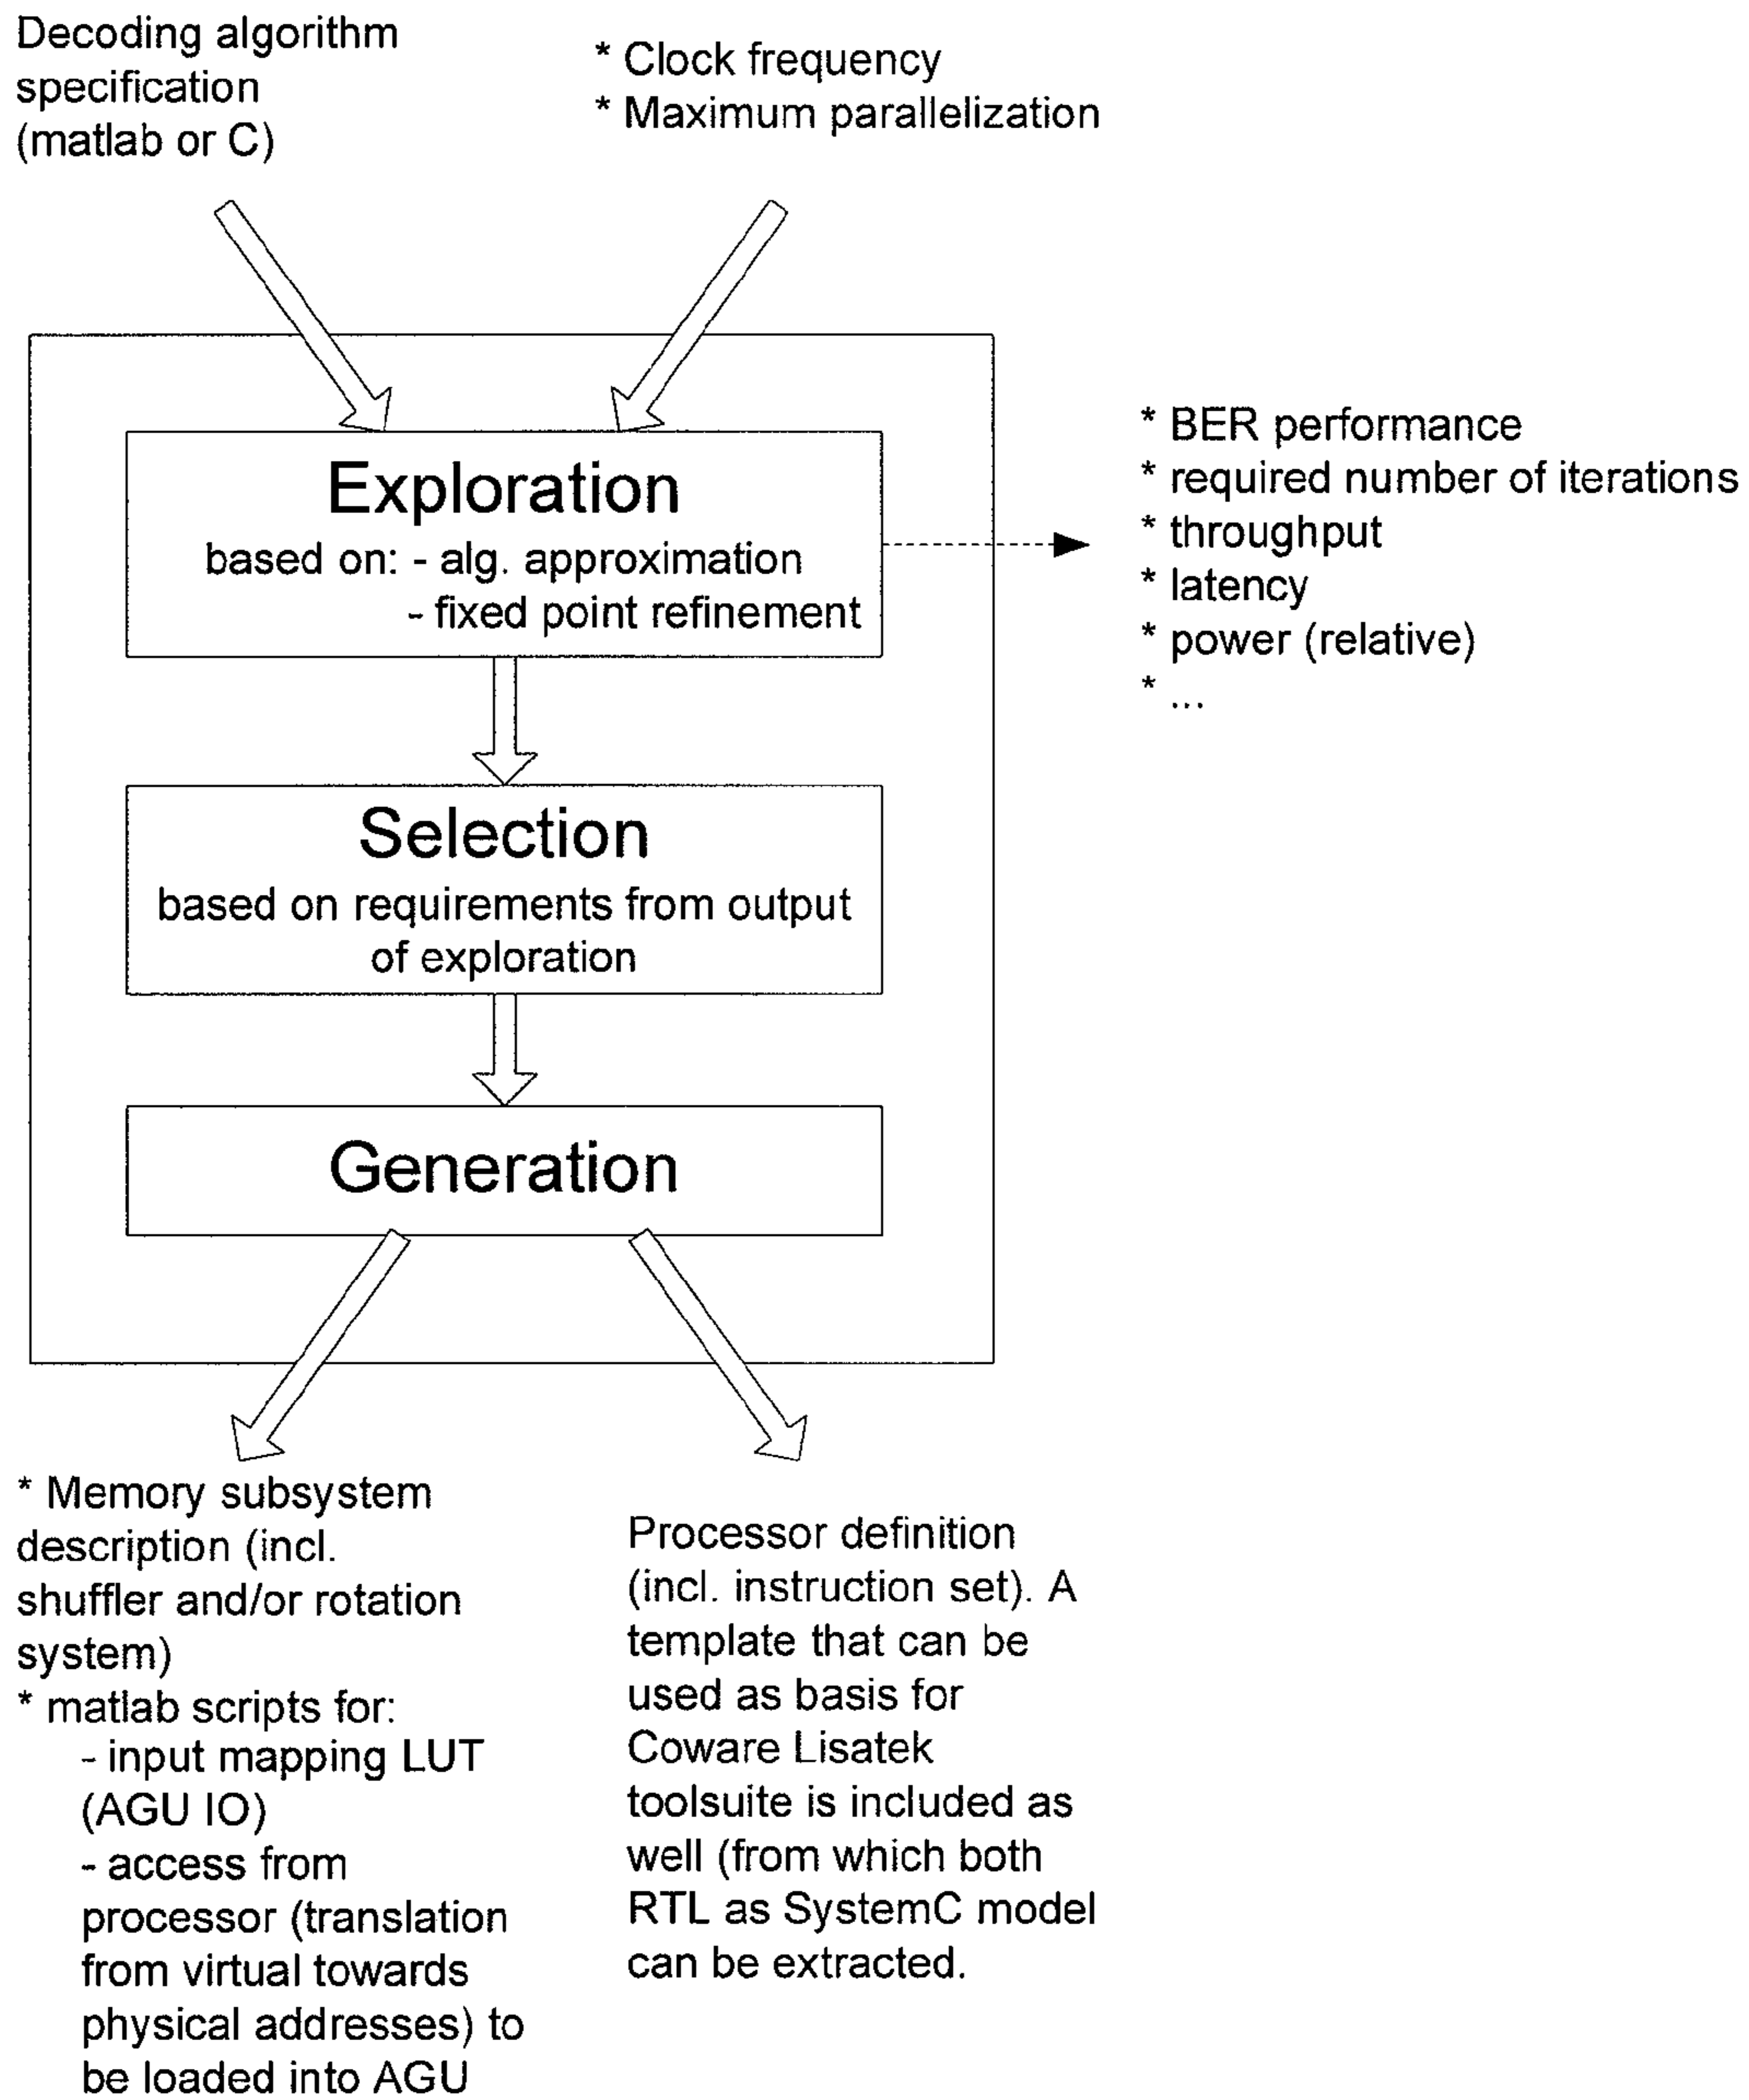 Decoding algorithm
specification
(matlab or C)
* Clock frequency
* Maximum parallelization
Exploration
based on: - alg. approximation
- fixed point refinement
* BER performance
* required number of iterations
* throughput
* latency
* power (relative)
* ...
Selection
based on requirements from output
of exploration
Generation
* Memory subsystem
description (incl.
shuffler and/or rotation
system)
* matlab scripts for:
- input mapping LUT
(AGU IO)
- access from
processor (translation
from virtual towards
physical addresses) to
be loaded into AGU
Processor definition
(incl. instruction set). A
template that can be
used as basis for
Coware Lisatek
toolsuite is included as
well (from which both
RTL as SystemC model
can be extracted.